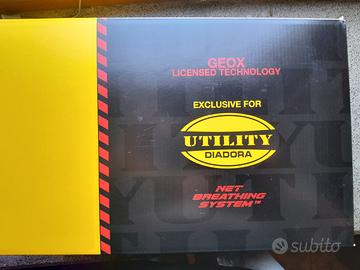 GEOX
LICENSED TECHNOLOGY
EXCLUSIVE FOR
UTILITY
DIADORA
NET
BREATHING
SYSTEM™
subito